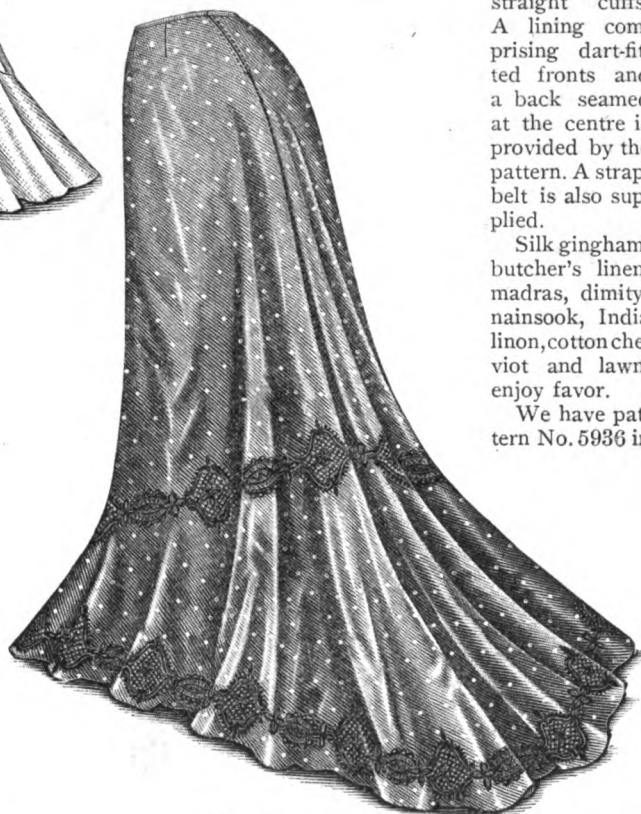 straight cuffs
A lining com
prising dart-fit
ted fronts and
a back seamed
at the centre i
provided by the
pattern. A strap
belt is also sup
plied.
Silk gingham
butcher's linen
madras, dimity
nainsook, India
linon, cotton che
viot and lawn
enjoy favor.
We have pat
tern No. 5936 in